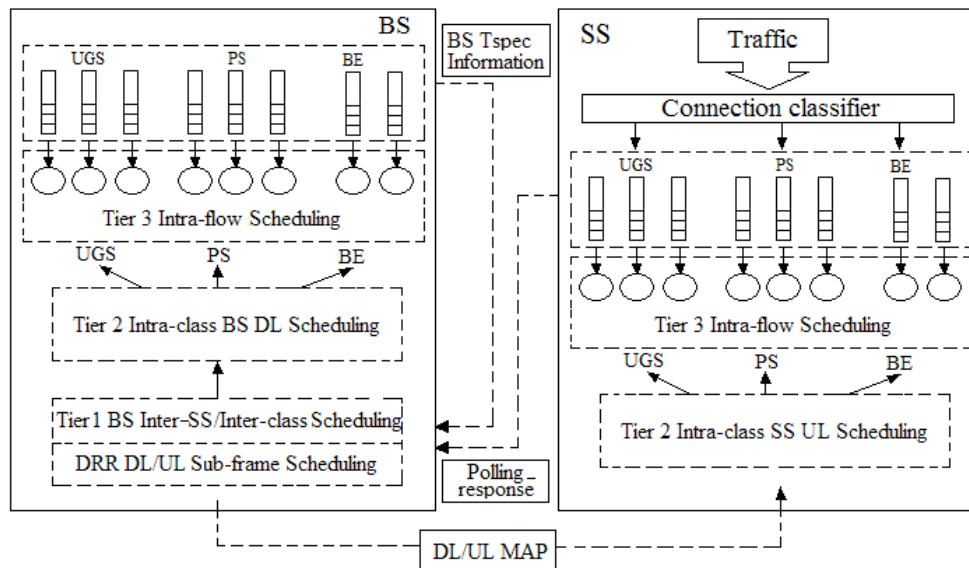 BS
UGS PS BE
Tier 3 Intra-flow Scheduling
UGS PS BE
Tier 2 Intra-class BS DL Scheduling
Tier1 BS Inter-SS/Inter-class Scheduling
DRR DL/UL Sub-frame Scheduling
BS Tspec
Information
Polling_
response
DL/UL MAP
SS
Traffic
Connection classifier
UGS PS BE
Tier 3 Intra-flow Scheduling
UGS PS BE
Tier 2 Intra-class SS UL Scheduling